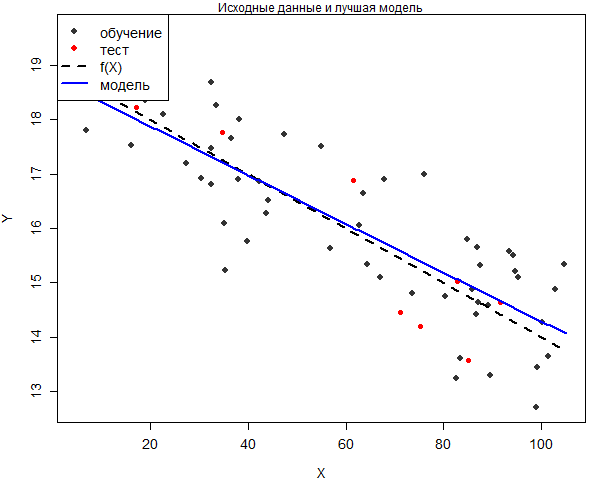 Исходные данные и лучшая модель
обучение
тест
f(X)
модель
19
18
17
16
15
14
13
Y
20 40 60 80 100
X